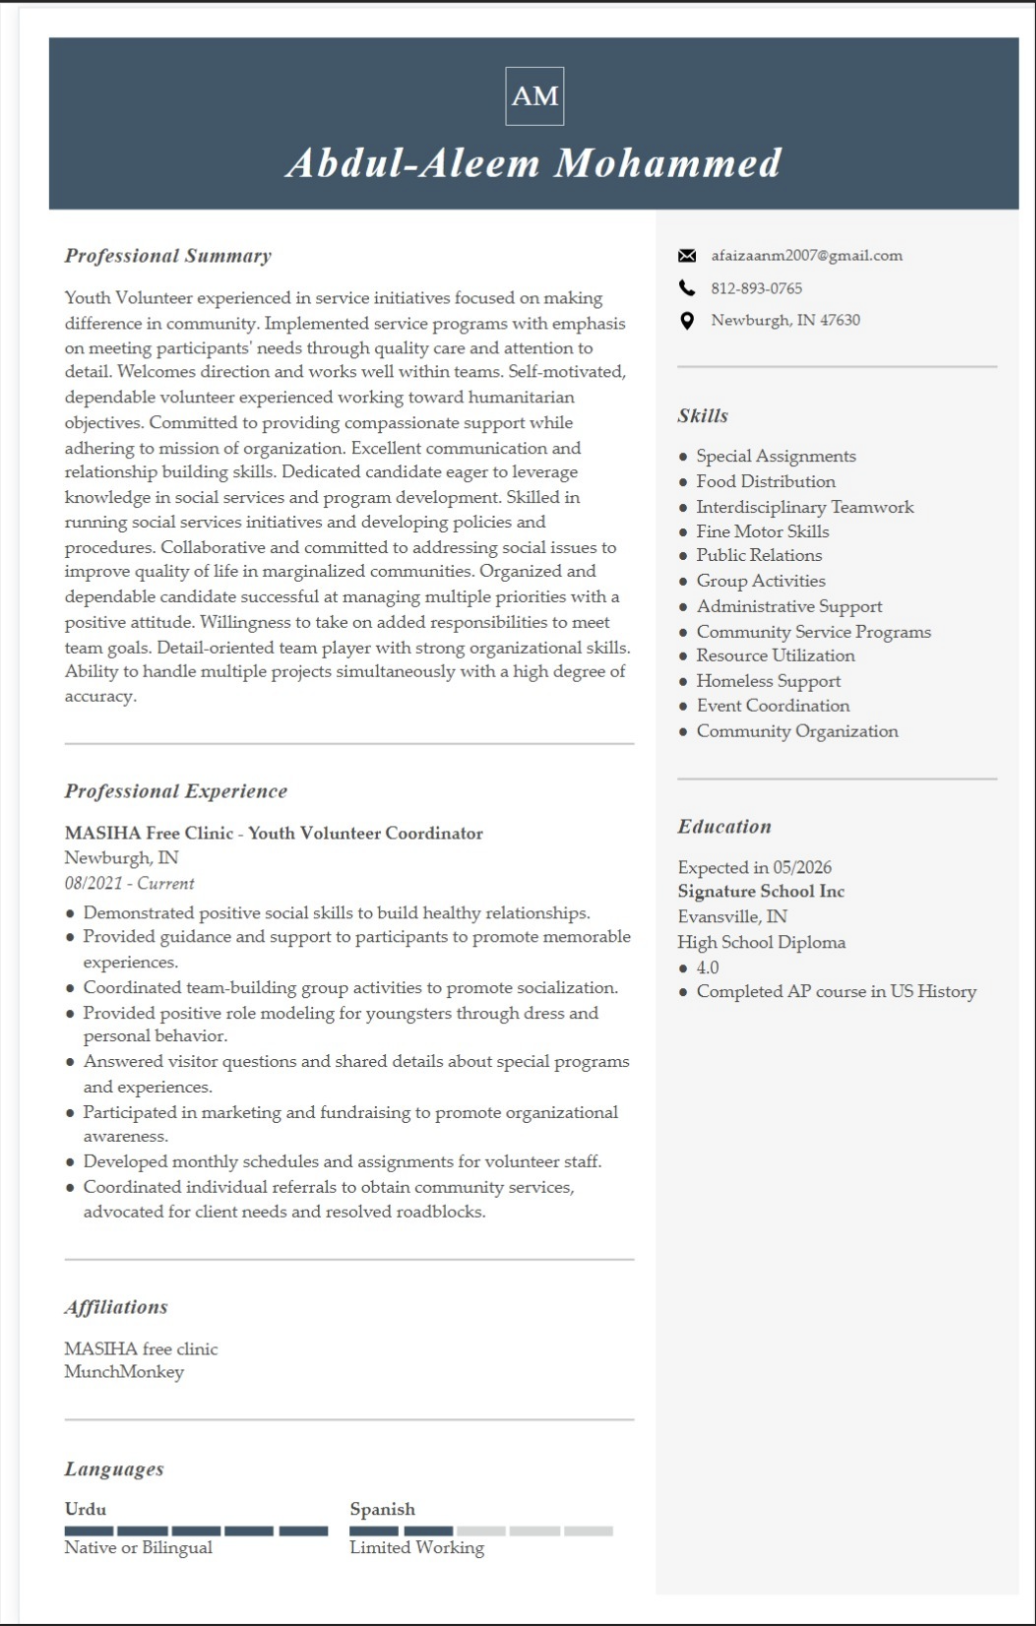 AM
Abdul-Aleem Mohammed
Professional Summary
Youth Volunteer experienced in service initiatives focused on making
difference in community. Implemented service programs with emphasis
on meeting participants' needs through quality care and attention to
detail. Welcomes direction and works well within teams. Self-motivated,
dependable volunteer experienced working toward humanitarian
objectives. Committed to providing compassionate support while
adhering to mission of organization. Excellent communication and
relationship building skills. Dedicated candidate eager to leverage
knowledge in social services and program development. Skilled in
running social services initiatives and developing policies and
procedures. Collaborative and committed to addressing social issues to
improve quality of life in marginalized communities. Organized and
dependable candidate successful at managing multiple priorities with a
positive attitude. Willingness to take on added responsibilities to meet
team goals. Detail-oriented team player with strong organizational skills.
Ability to handle multiple projects simultaneously with a high degree of
accuracy.
Professional Experience
MASIHA Free Clinic - Youth Volunteer Coordinator
Newburgh, IN
08/2021 - Current
● Demonstrated positive social skills to build healthy relationships.
● Provided guidance and support to participants to promote memorable
experiences.
● Coordinated team-building group activities to promote socialization.
● Provided positive role modeling for youngsters through dress and
personal behavior.
● Answered visitor questions and shared details about special programs
and experiences.
● Participated in marketing and fundraising to promote organizational
awareness.
● Developed monthly schedules and assignments for volunteer staff.
● Coordinated individual referrals to obtain community services,
advocated for client needs and resolved roadblocks.
Affiliations
MASIHA free clinic
MunchMonkey
Languages
Urdu
Native or Bilingual
Spanish
Limited Working
afaizaanm2007@gmail.com
812-893-0765
Newburgh, IN 47630
Skills
● Special Assignments
● Food Distribution
● Interdisciplinary Teamwork
● Fine Motor Skills
● Public Relations
● Group Activities
● Administrative Support
● Community Service Programs
● Resource Utilization
● Homeless Support
● Event Coordination
● Community Organization
Education
Expected in 05/2026
Signature School Inc
Evansville, IN
High School Diploma
● 4.0
● Completed AP course in US History